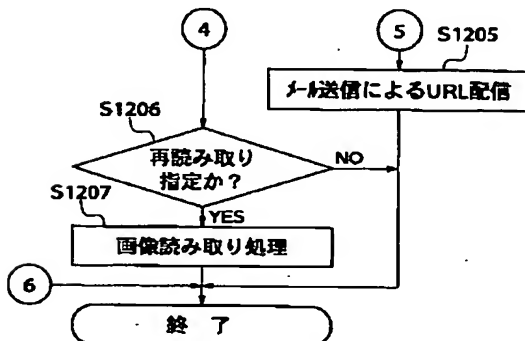 4
5
S1205
メール送信によるURL配信
S1206
再読み取り
指定か?
NO
S1207
YES
画像読み取り処理
6
終 了